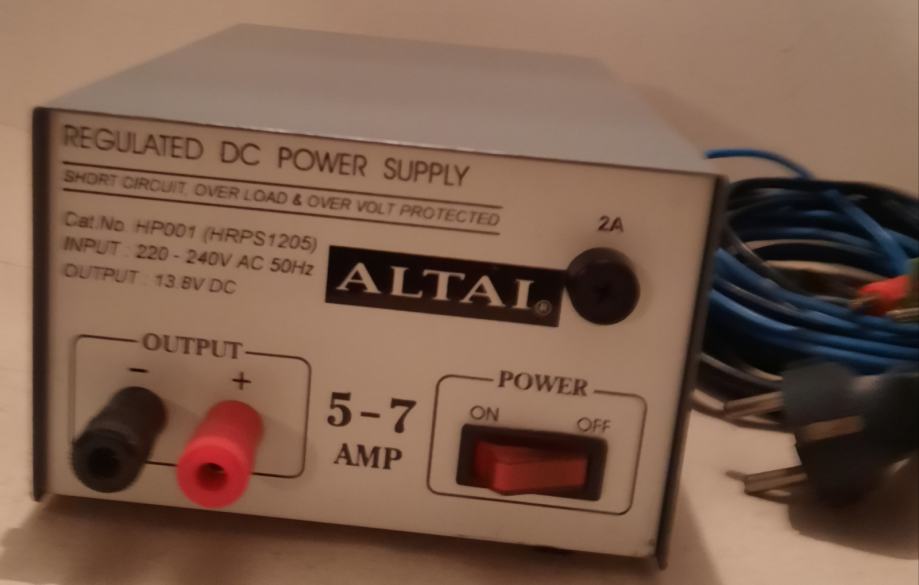 REGULATED DC POWER SUPPLY
SHORT CIRCUIT, OVER LOAD & OVER VOLT PROTECTED
Cat.No. HP001 (HRPS1205)
INPUT : 220 - 240V AC 50Hz
OUTPUT : 13.8V DC
2A
ALTAI®
OUTPUT
- +
5-7
AMP
POWER
ON OFF